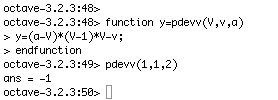 octave-3.2.3:48>
octave-3.2.3:48> function y=pdevv(V,v,a)
> y=(a-V)*(V-1)*V-v;
> endfunction
octave-3.2.3:49> pdevv(1,1,2)
ans = -1
octave-3.2.3:50>